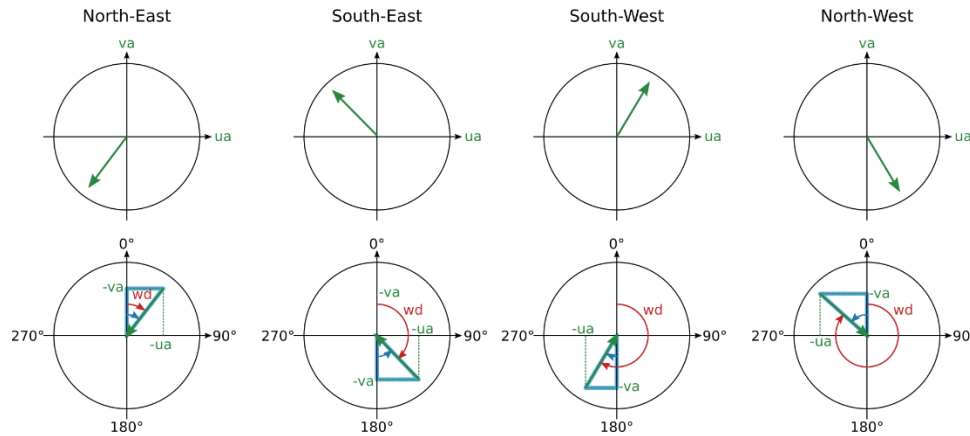 North-East
South-East
South-West
North-West
va
va
va
va
ua
ua
ua
ua
0°
0°
0°
0°
-va
wd
-ua
270°
90°
180°
-va
wd
-ua
-va
270°
90°
180°
wd
-ua
-va
270°
90°
180°
-va
wd
-ua
270°
90°
180°